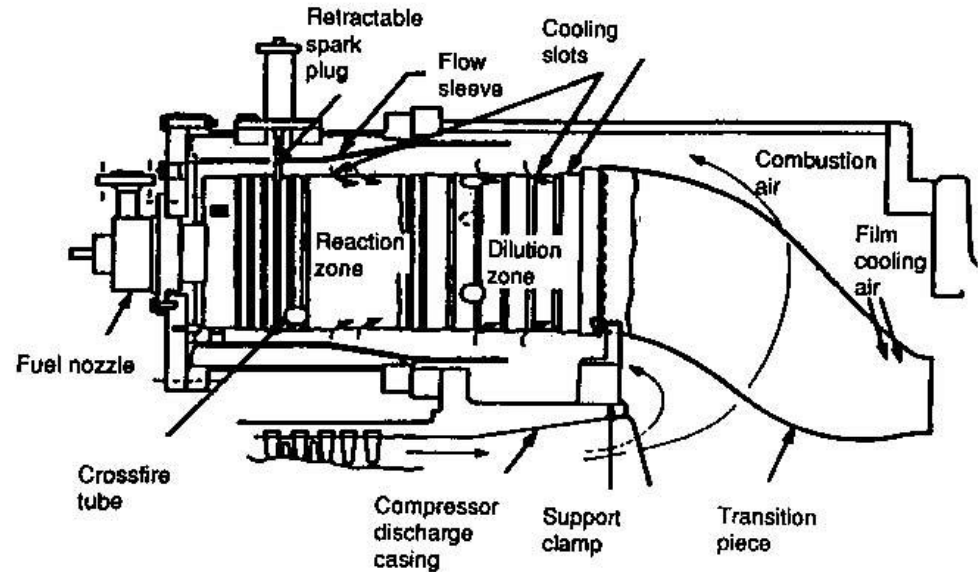 Retractable
spark
plug
Flow
sleeve
Cooling
slots
Combustion
air
Film
cooling
air
Reaction
zone
Dilution
zone
Fuel nozzle
Crossfire
tube
Compressor
discharge
casing
Support
clamp
Transition
piece